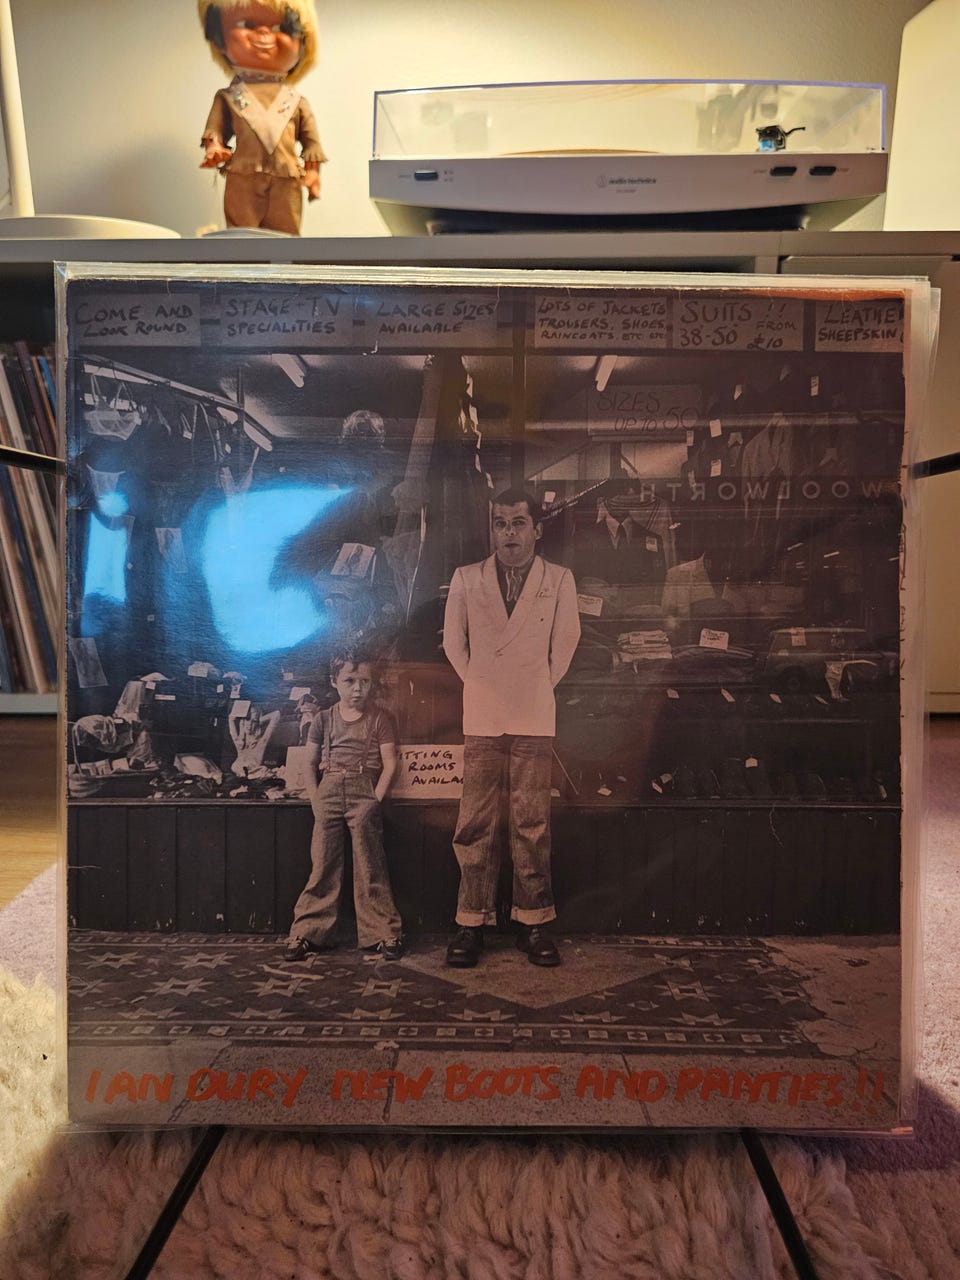 audio-technica
COME AND
LOOK ROUND
STAGE + TV
SPECIALITIES
LARGE SIZES
AVAILABLE
LOTS OF JACKETS
TROUSERS, SHOES,
RAINCOATS. ETC ETC
SUITS !!
38-50 FROM
£10
LEATHE
SHEEPSKIN
SIZES
UP TO 50
WOOLWORTH
ITTING
ROOMS
AVAILA
IAN DURY NEW BOOTS AND PANTIES!!